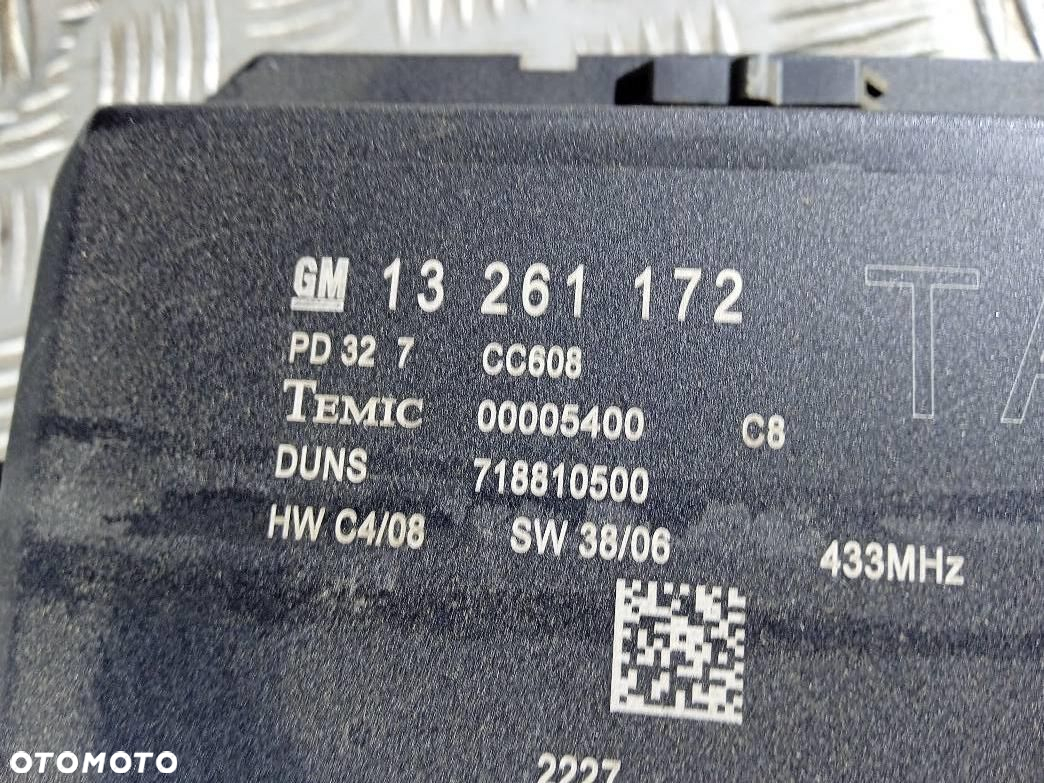 GM 13 261 172
TA
PD 32 7 CC608
TEMIC 00005400 C8
DUNS 718810500
HW C4/08 SW 38/06 433MHz
2227
OTOMOTO